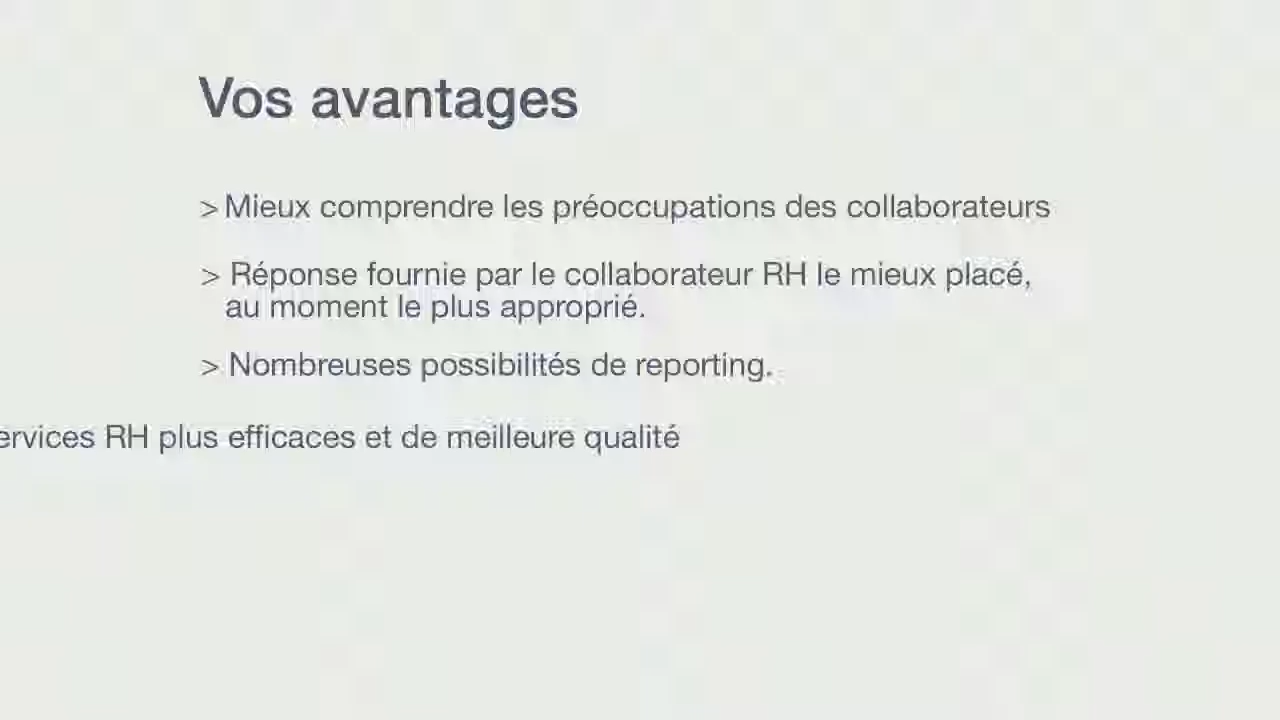 Vos avantages
> Mieux comprendre les préoccupations des collaborateurs
> Réponse fournie par le collaborateur RH le mieux placé,
au moment le plus approprié.
> Nombreuses possibilités de reporting.
RH plus efficaces et de meilleure qualité